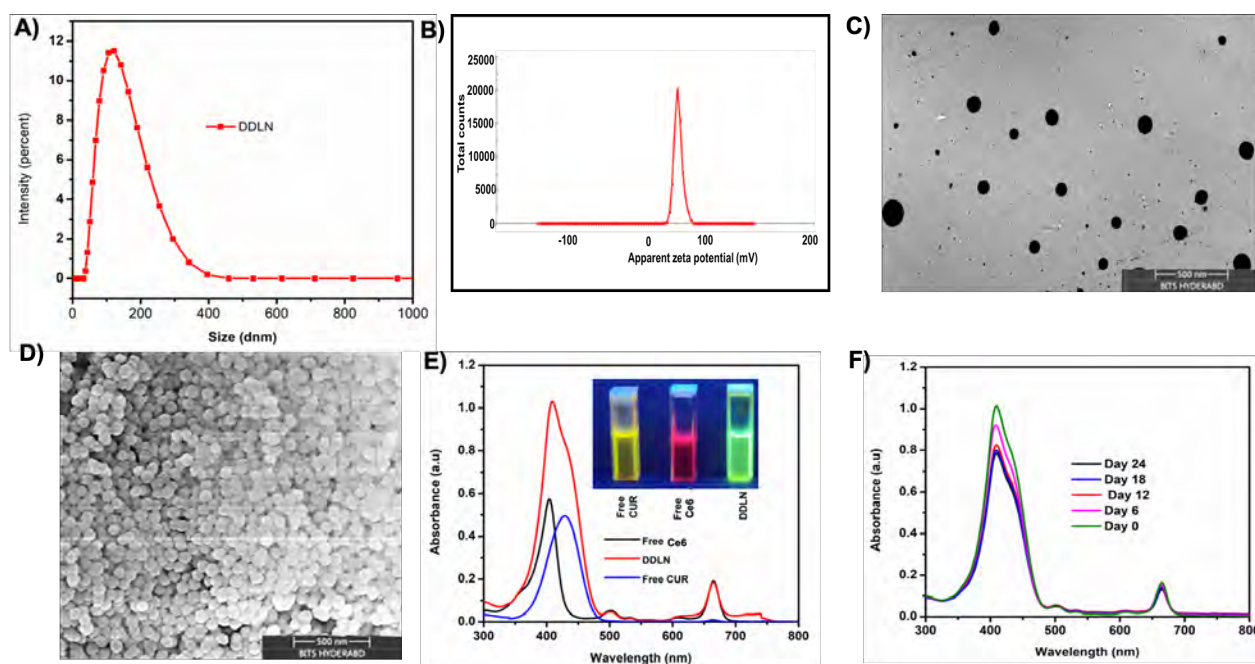 A)
12
10
8
6
4
2
0
Intensity (percent)
DDLN
0
200
400
600
800
1000
Size (dnm)
B)
25000
20000
15000
10000
5000
0
Total counts
-100
0
100
200
Apparent zeta potential (mV)
C)
500 nm
BITS HYDERABD
D)
500 nm
BITS HYDERABD
E)
1.2
1.0
0.8
0.6
0.4
0.2
0.0
Absorbance (a.u)
Free
CUR
Free
Ce6
DDLN
Free Ce6
DDLN
Free CUR
300
400
500
600
700
800
Wavelength (nm)
F)
1.2
1.0
0.8
0.6
0.4
0.2
0.0
Absorbance (a.u)
Day 24
Day 18
Day 12
Day 6
Day 0
300
400
500
600
700
800
Wavelength (nm)